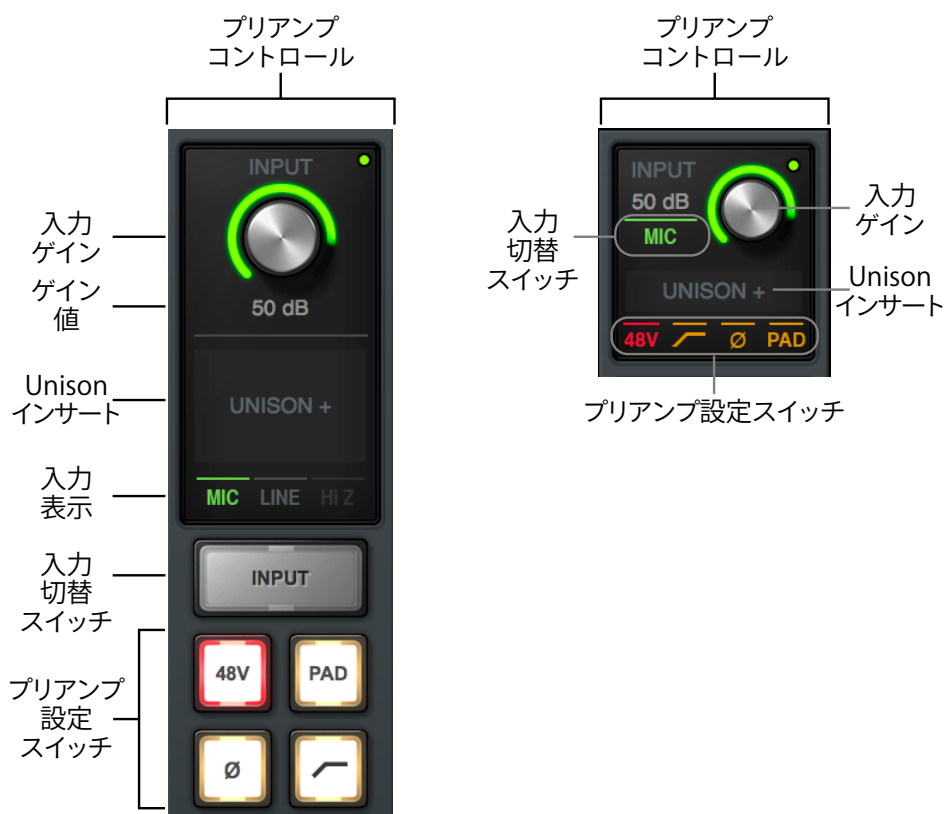 プリアンプ
コントロール
INPUT
50 dB
UNISON +
MIC LINE Hi Z
INPUT
48V PAD
Ø
入力
ゲイン
ゲイン
値
Unison
インサート
入力
表示
入力
切替
スイッチ
プリアンプ
設定
スイッチ
プリアンプ
コントロール
INPUT
50 dB
MIC
UNISON +
48V Ø PAD
入力
切替
スイッチ
入力
ゲイン
Unison
インサート
プリアンプ設定スイッチ